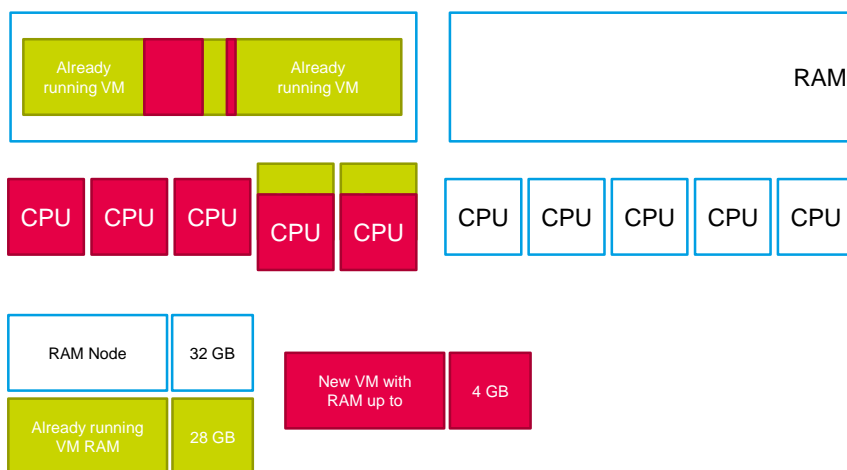 Already
running VM
Already
running VM
RAM
CPU CPU CPU CPU CPU
CPU CPU CPU CPU CPU
RAM Node 32 GB
New VM with
RAM up to
4 GB
Already running
VM RAM
28 GB